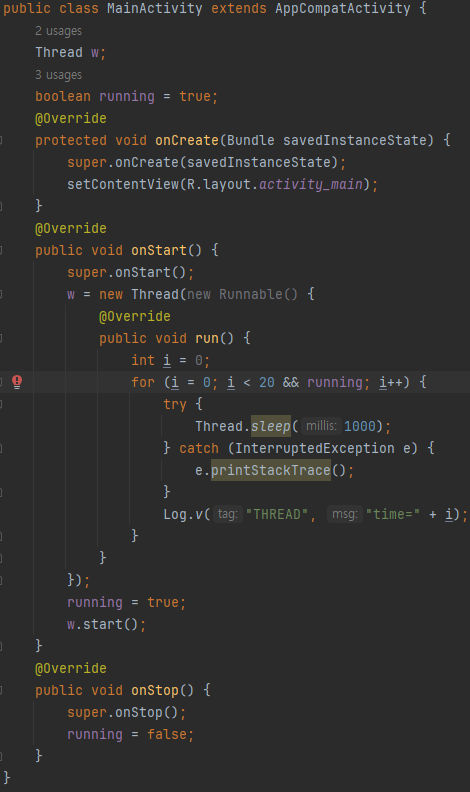 public class MainActivity extends AppCompatActivity {
2 usages
Thread w;
3 usages
boolean running = true;
@Override
protected void onCreate(Bundle savedInstanceState) {
super.onCreate(savedInstanceState);
setContentView(R.layout.activity_main);
}
@Override
public void onStart() {
super.onStart();
w = new Thread(new Runnable() {
@Override
public void run() {
int i = 0;
for (i = 0; i < 20 && running; i++) {
try {
Thread.sleep( millis: 1000);
} catch (InterruptedException e) {
e.printStackTrace();
}
Log.v( tag: "THREAD", msg: "time=" + i);
}
}
});
running = true;
w.start();
}
@Override
public void onStop() {
super.onStop();
running = false;
}
}